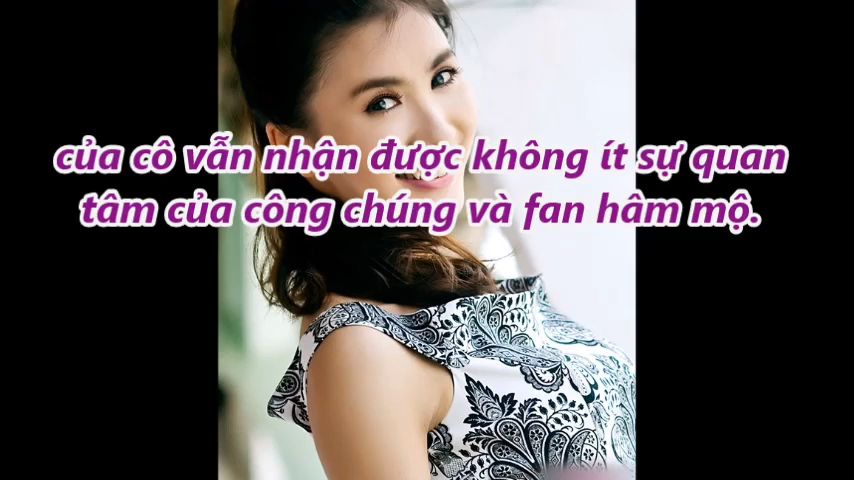 của cô vẫn nhận được không ít sự quan
tâm của công chúng và fan hâm mộ.